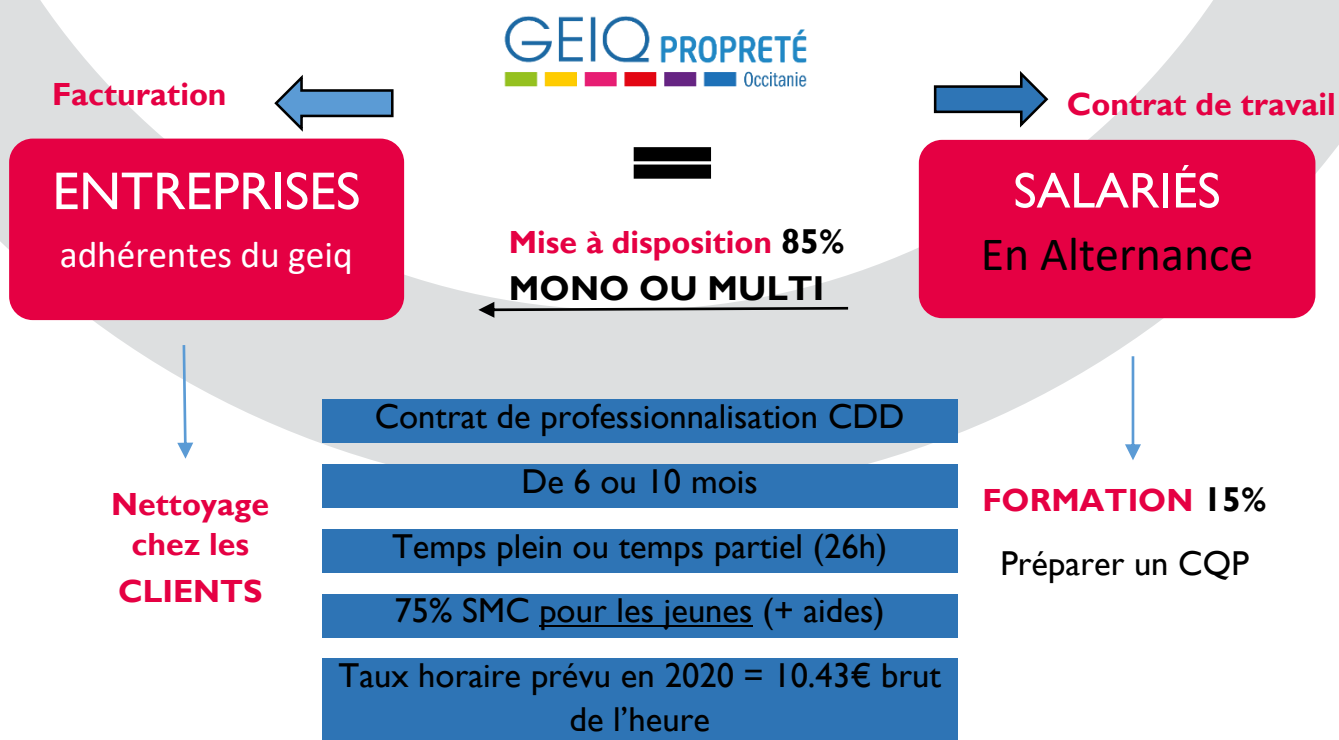 GEIQ PROPRETÉ
Occitanie
Facturation
Contrat de travail
ENTREPRISES
adhérentes du geiq
SALARIÉS
En Alternance
Mise à disposition 85%
MONO OU MULTI
Contrat de professionnalisation CDD
De 6 ou 10 mois
Temps plein ou temps partiel (26h)
75% SMC pour les jeunes (+ aides)
Taux horaire prévu en 2020 = 10.43€ brut
de l’heure
Nettoyage
chez les
CLIENTS
FORMATION 15%
Préparer un CQP